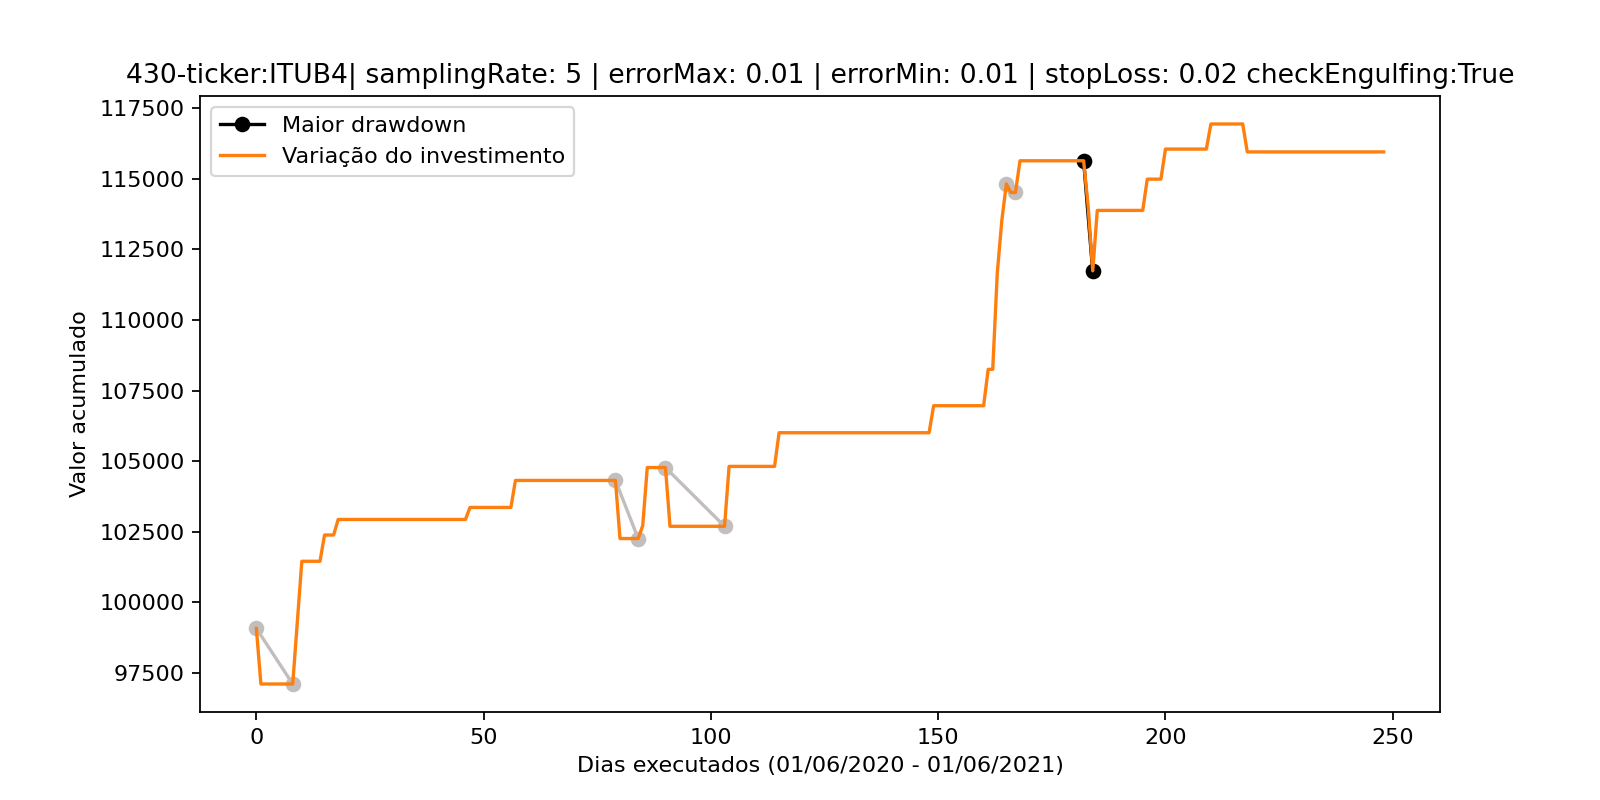 430-ticker:ITUB4| samplingRate: 5 | errorMax: 0.01 | errorMin: 0.01 | stopLoss: 0.02 checkEngulfing:True
Maior drawdown
Variação do investimento
Valor acumulado
117500
115000
112500
110000
107500
105000
102500
100000
97500
0 50 100 150 200 250
Dias executados (01/06/2020 - 01/06/2021)